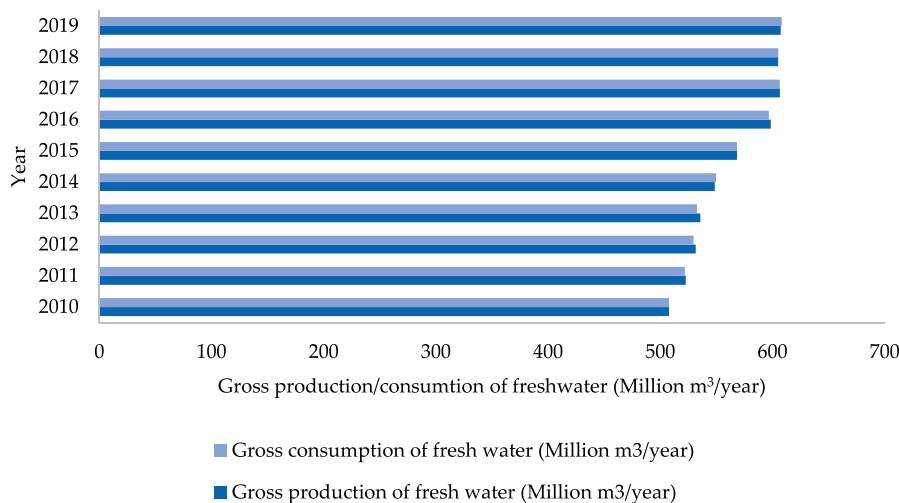 2019
2018
2017
2016
2015
2014
2013
2012
2011
2010
Year
0 100 200 300 400 500 600 700
Gross production/consumtion of freshwater (Million m³/year)
Gross consumption of fresh water (Million m3/year)
Gross production of fresh water (Million m3/year)